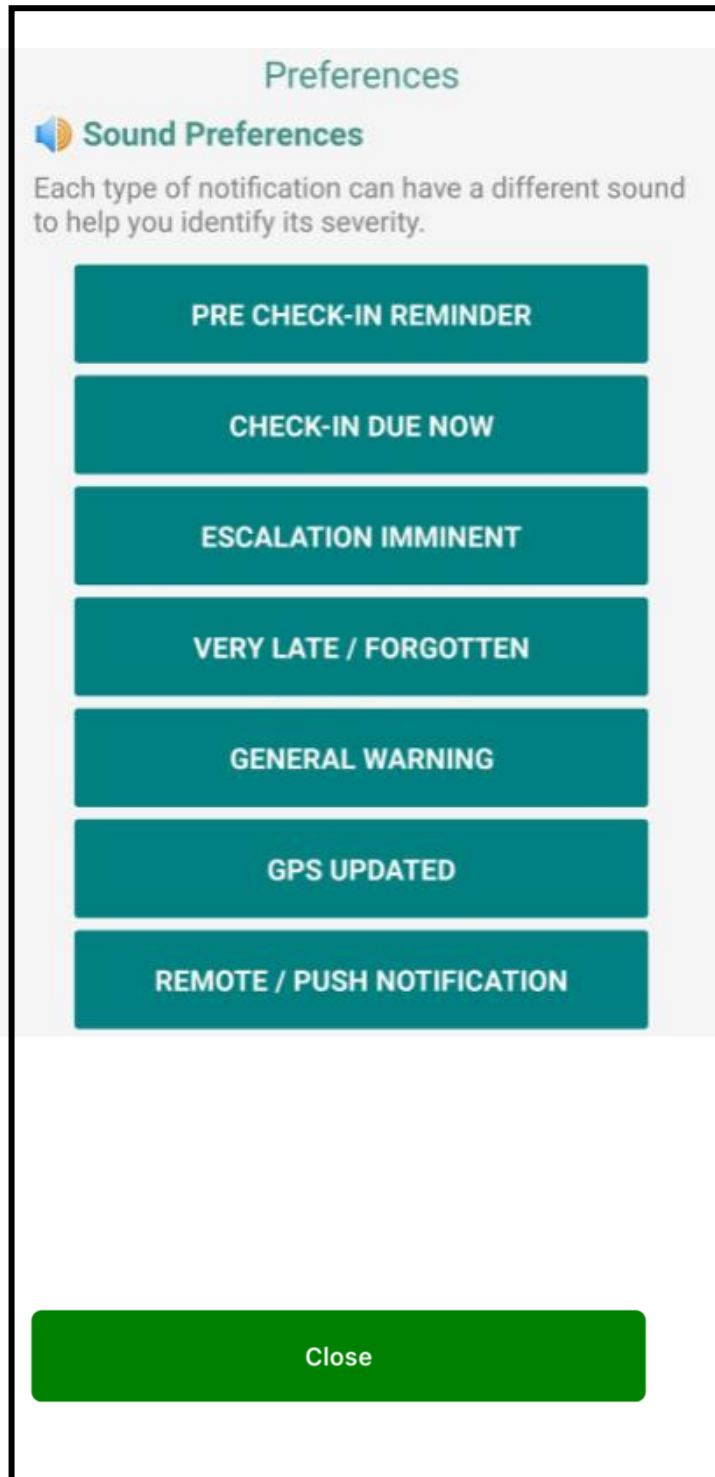 Preferences
Sound Preferences
Each type of notification can have a different sound
to help you identify its severity.
PRE CHECK-IN REMINDER
CHECK-IN DUE NOW
ESCALATION IMMINENT
VERY LATE / FORGOTTEN
GENERAL WARNING
GPS UPDATED
REMOTE / PUSH NOTIFICATION
Close